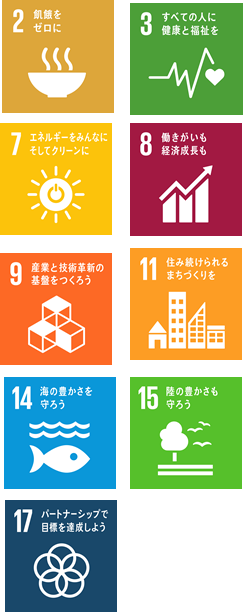 2 飢餓を
ゼロに
3 すべての人に
健康と福祉を
7 エネルギーをみんなに
そしてクリーンに
8 働きがいも
経済成長も
9 産業と技術革新の
基盤をつくろう
11 住み続けられる
まちづくりを
14 海の豊かさを
守ろう
15 陸の豊かさも
守ろう
17 パートナーシップで
目標を達成しよう